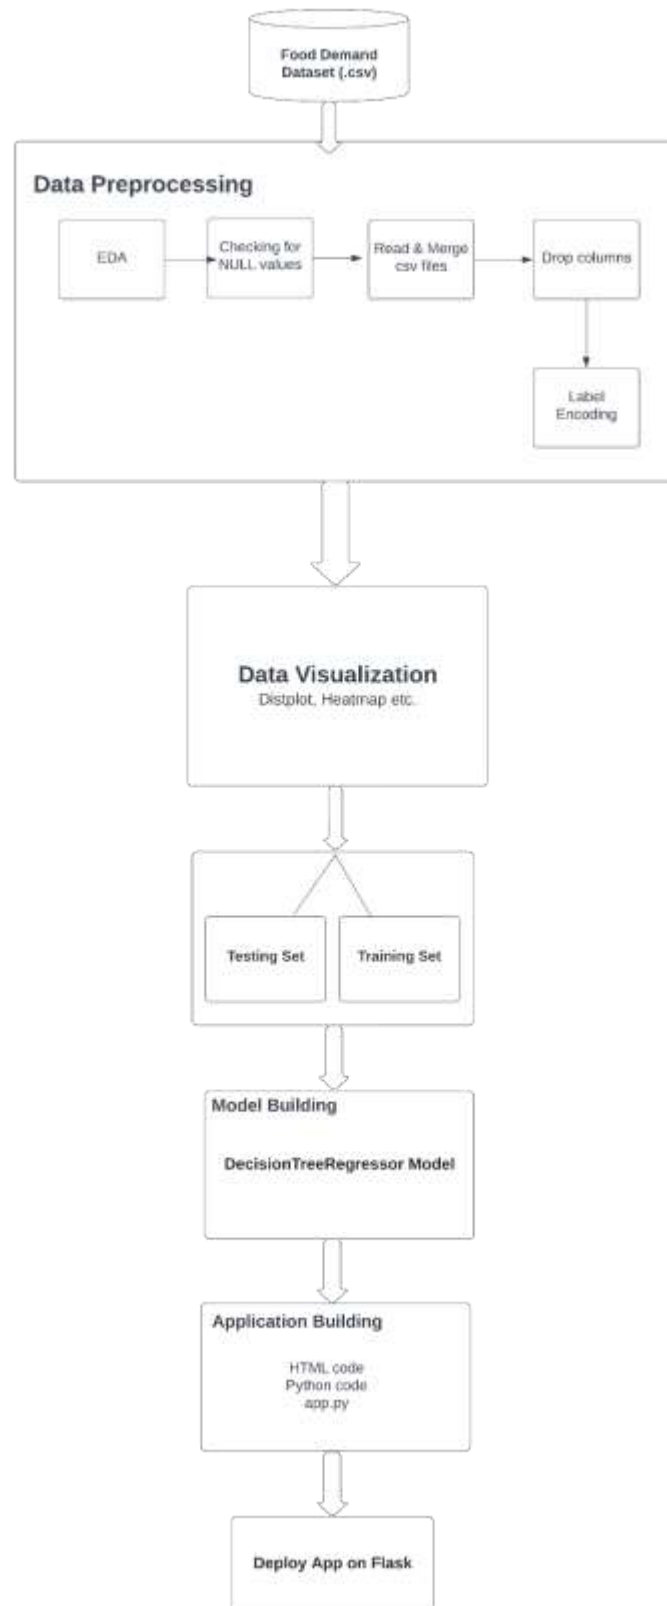 Food Demand
Dataset (.csv)
Data Preprocessing
EDA
Checking for
NULL values
Read & Merge
csv files
Drop columns
Label
Encoding
Data Visualization
Distplot, Heatmap etc.
Testing Set
Training Set
Model Building
DecisionTreeRegressor Model
Application Building
HTML code
Python code
app.py
Deploy App on Flask